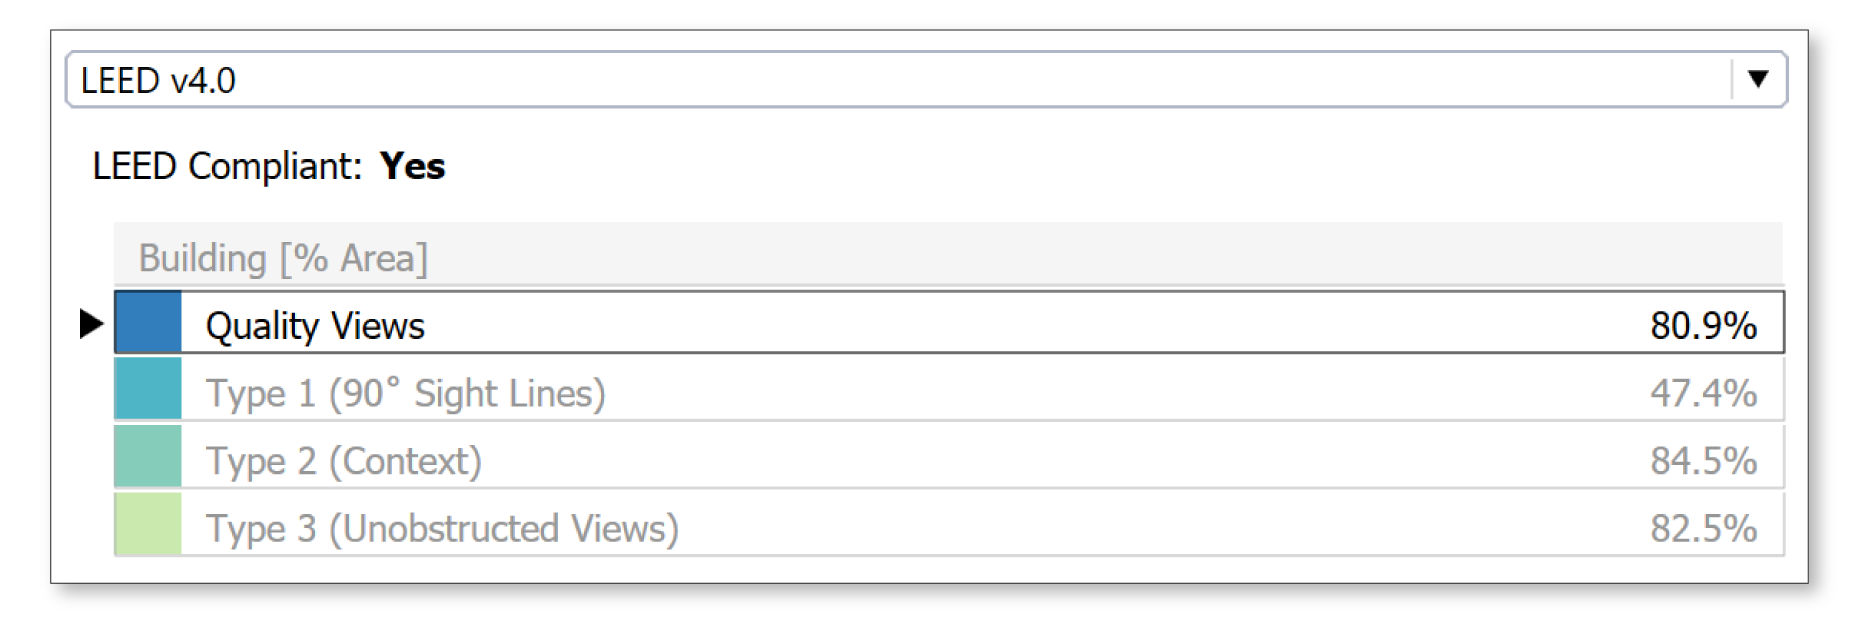 LEED v4.0
LEED Compliant: Yes
Building [% Area]
Quality Views 80.9%
Type 1 (90° Sight Lines) 47.4%
Type 2 (Context) 84.5%
Type 3 (Unobstructed Views) 82.5%